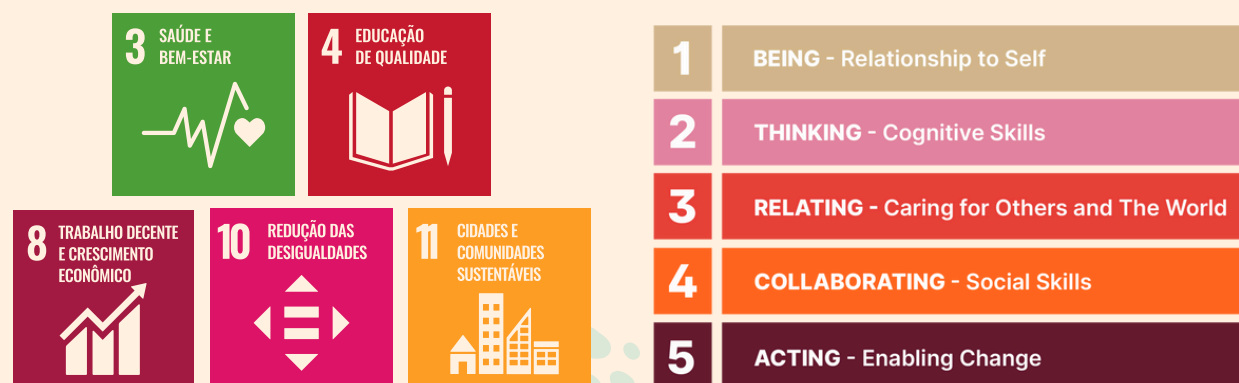 3 SAÚDE E
BEM-ESTAR
4 EDUCAÇÃO
DE QUALIDADE
8 TRABALHO DECENTE
E CRESCIMENTO
ECONÔMICO
10 REDUÇÃO DAS
DESIGUALDADES
11 CIDADES E
COMUNIDADES
SUSTENTÁVEIS
1 BEING - Relationship to Self
2 THINKING - Cognitive Skills
3 RELATING - Caring for Others and The World
4 COLLABORATING - Social Skills
5 ACTING - Enabling Change